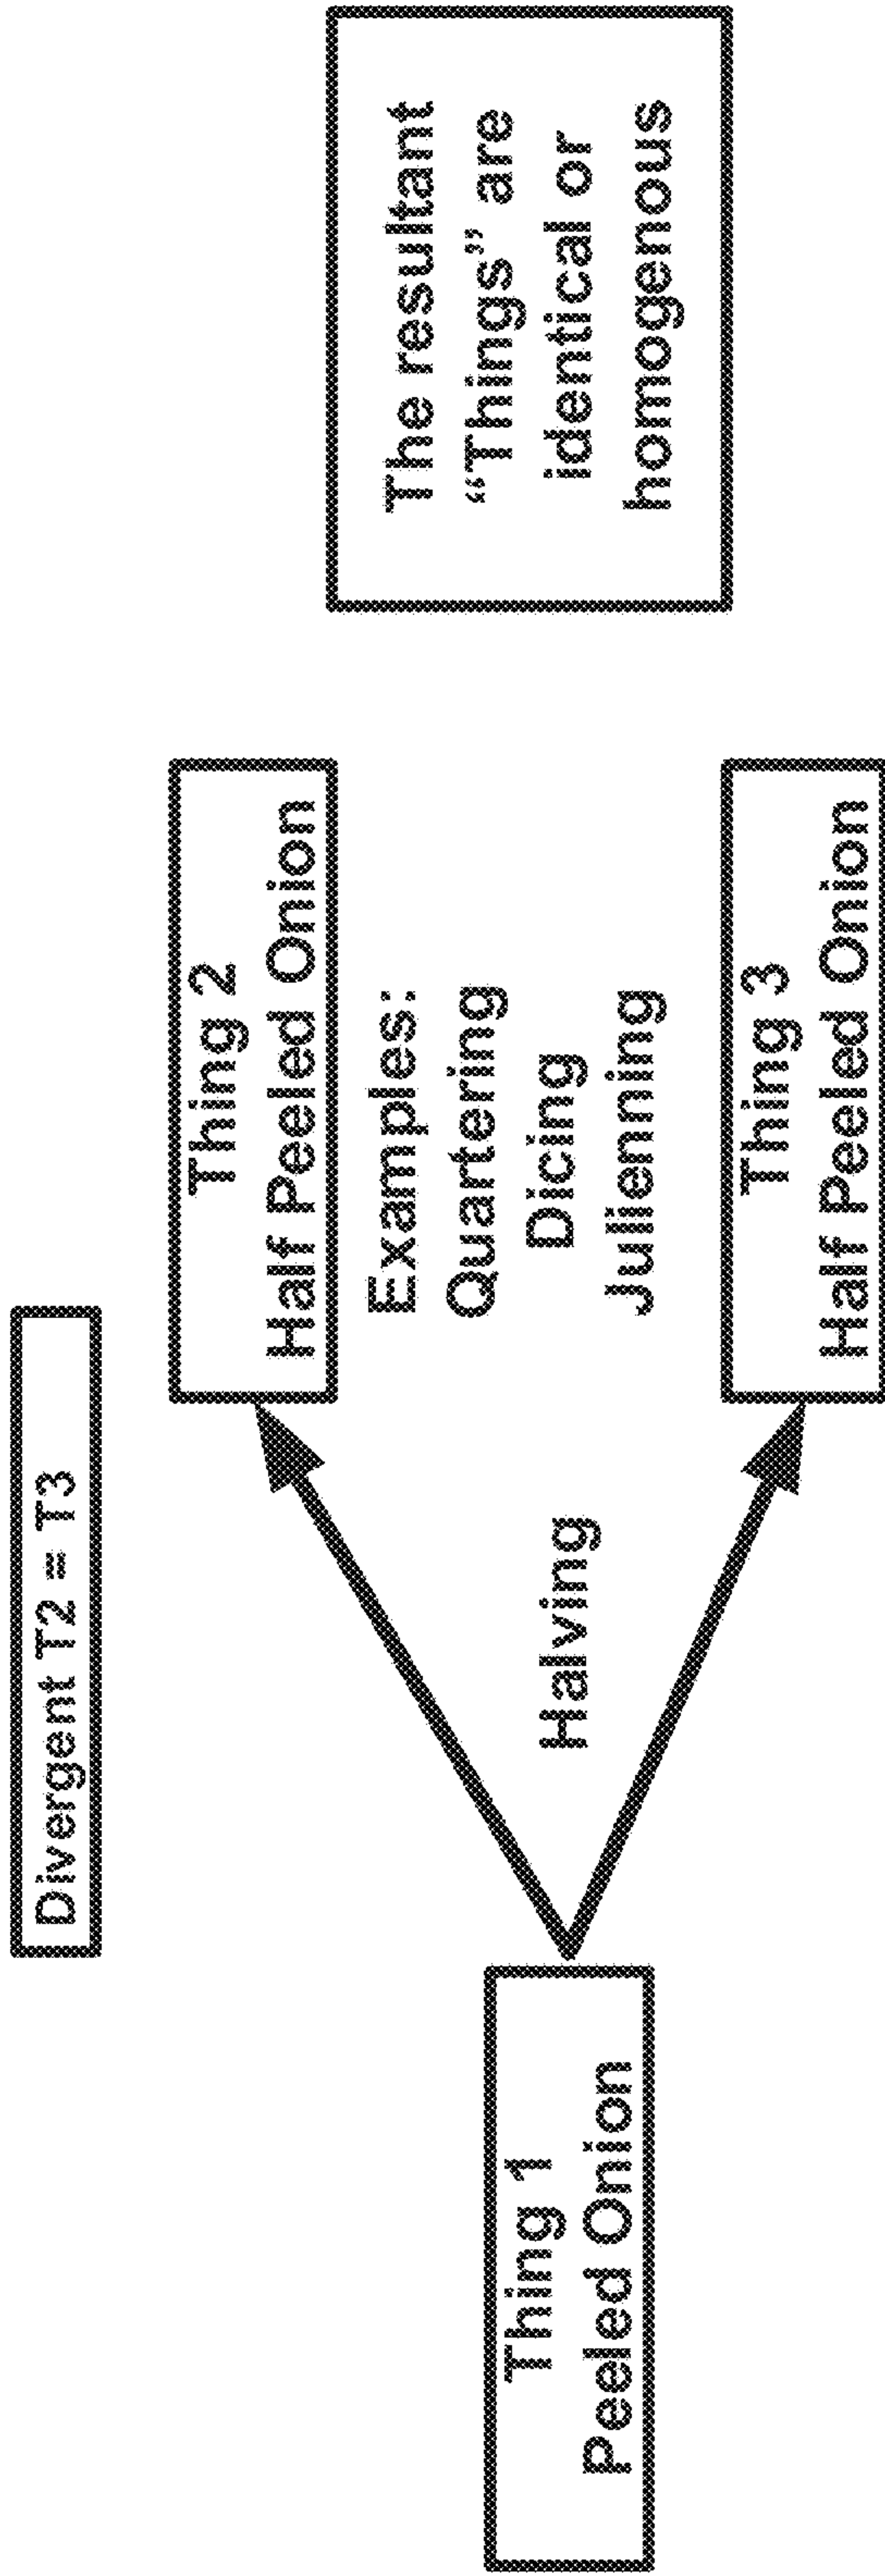 Divergent T2 = T3
Thing 1
Peeled Onion
Halving
Thing 2
Half Peeled Onion
Examples:
Quartering
Dicing
Julienning
Thing 3
Half Peeled Onion
The resultant
“Things” are
identical or
homogenous